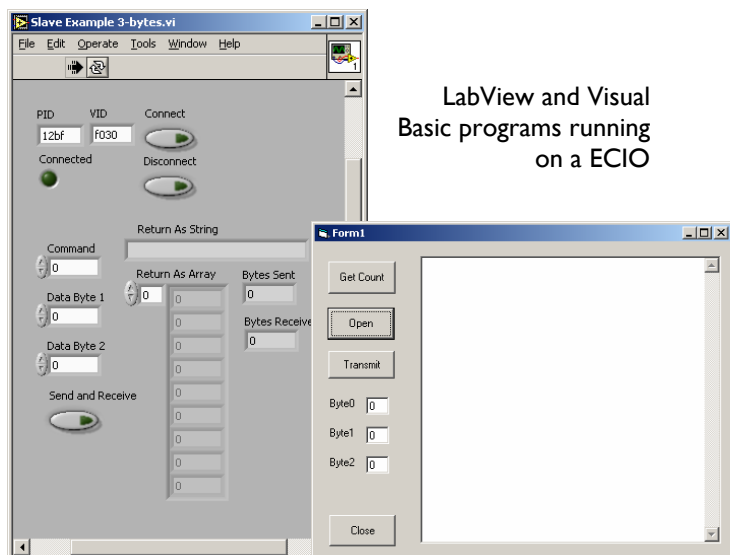 Slave Example 3-bytes.vi
File Edit Operate Tools Window Help
1
LabView and Visual
Basic programs running
on a ECIO
PID VID Connect
12bf f030
Connected Disconnect
Return As String
Command
0
Return As Array Bytes Sent
0 0 0
Data Byte 1
0
0
Bytes Receive
0 0
Data Byte 2
0
0
0
Send and Receive
0
0
0
0
Form1
Get Count
Open
Transmit
Byte0 0
Byte1 0
Byte2 0
Close